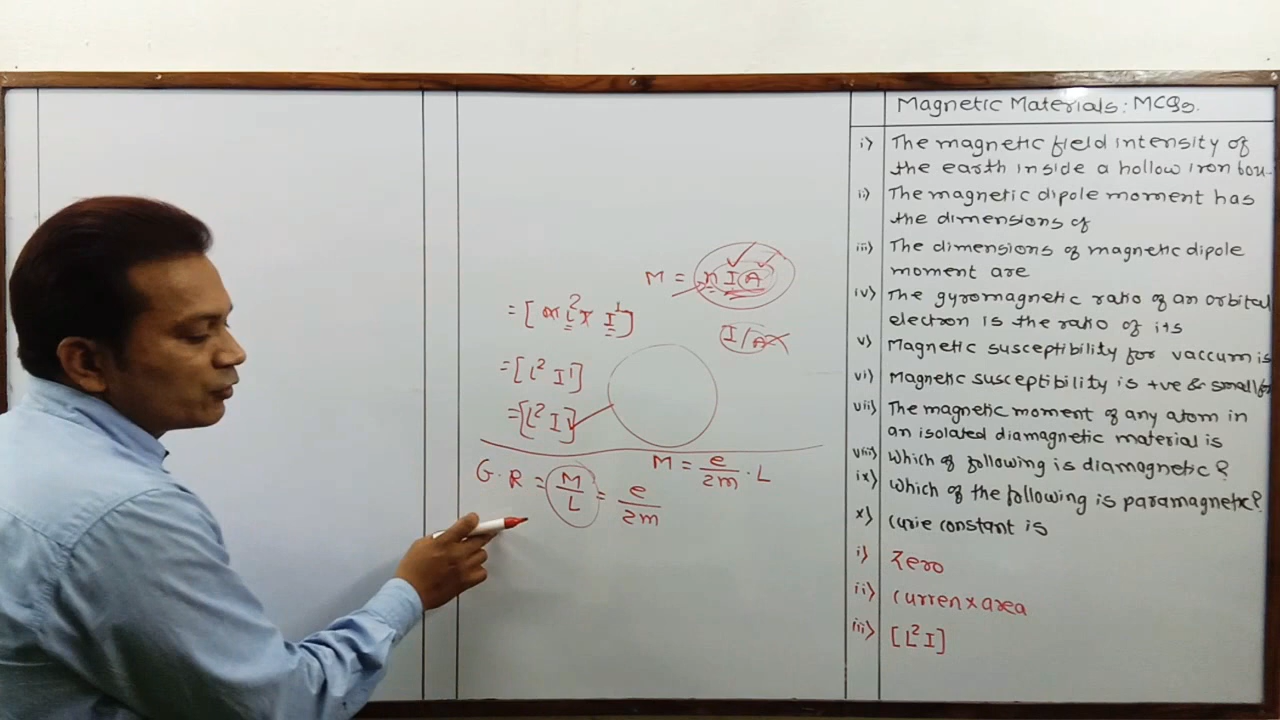 M = nIA
= [L² × I¹]
I/A
= [L² I¹]
= [L² I]
G.R = M/L = e/2m
M = e/2m . L
Magnetic Materials: MCQs.
i) The magnetic field intensity of
the earth inside a hollow iron box
ii) The magnetic dipole moment has
the dimensions of
iii) The dimensions of magnetic dipole
moment are
iv) The gyromagnetic ratio of an orbital
electron is the ratio of its
v) Magnetic susceptibility for vaccum is
vi) Magnetic susceptibility is +ve & small for
vii) The magnetic moment of any atom in
an isolated diamagnetic material is
viii) Which of following is diamagnetic?
ix) Which of the following is paramagnetic?
x) Curie constant is
i) Zero
ii) Curren × area
iii) [L² I]